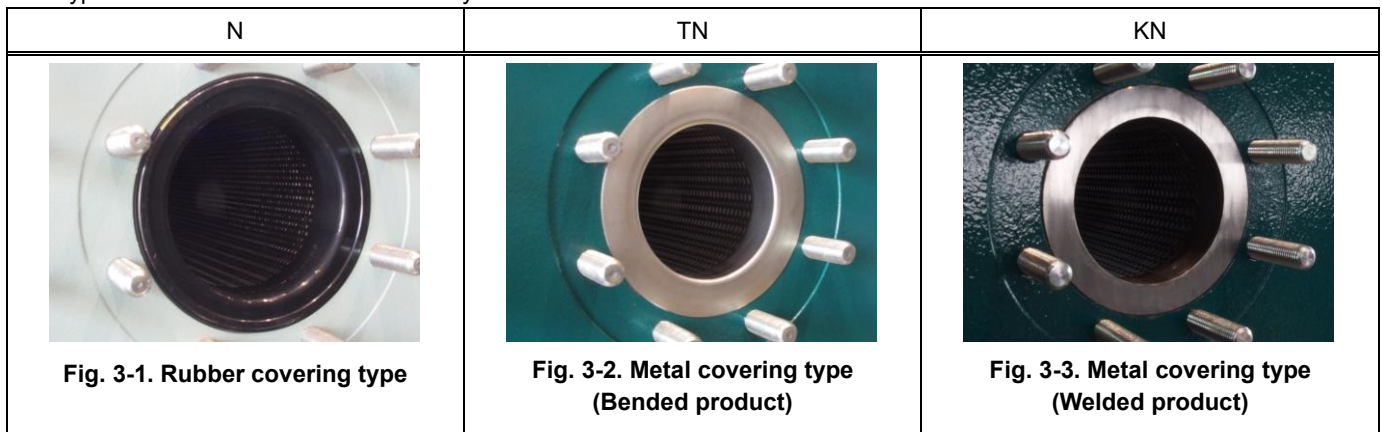 N
TN
KN
Fig. 3-1. Rubber covering type
Fig. 3-2. Metal covering type
(Bended product)
Fig. 3-3. Metal covering type
(Welded product)